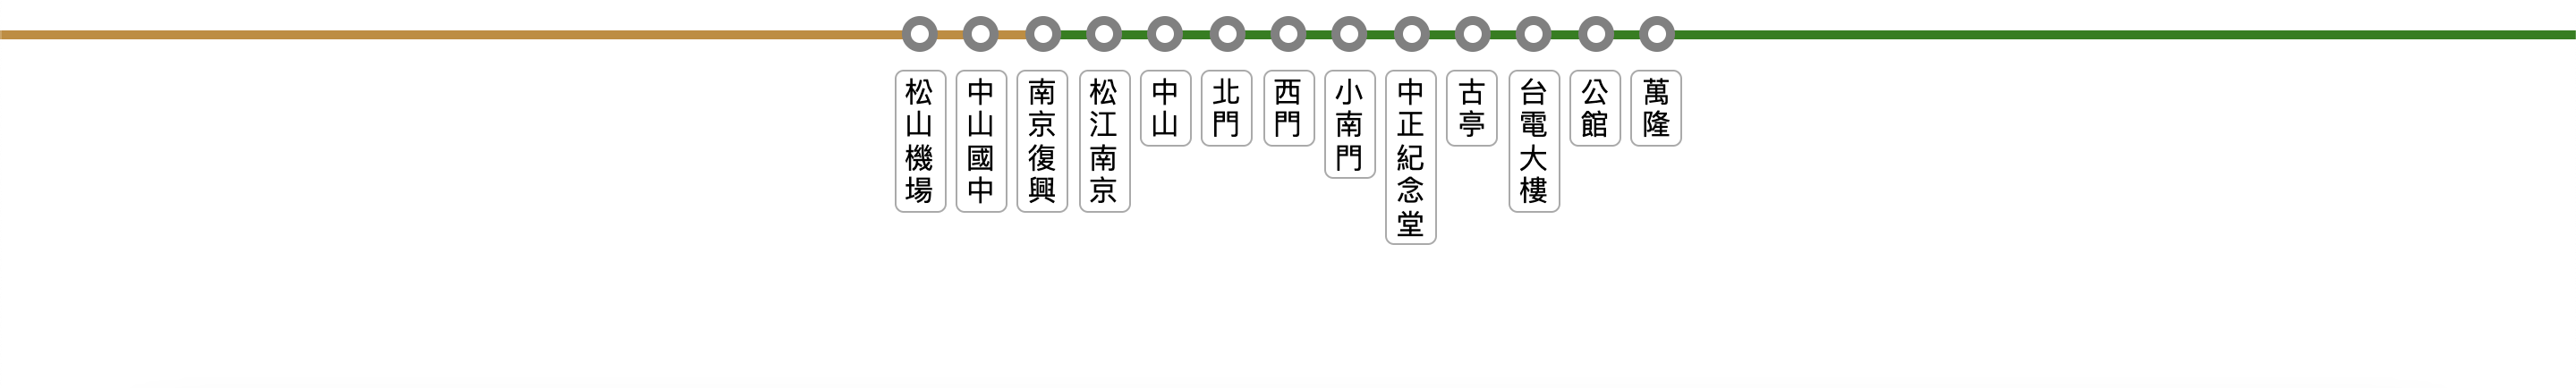 松山機場
中山國中
南京復興
松江南京
中山
北門
西門
小南門
中正紀念堂
古亭
台電大樓
公館
萬隆